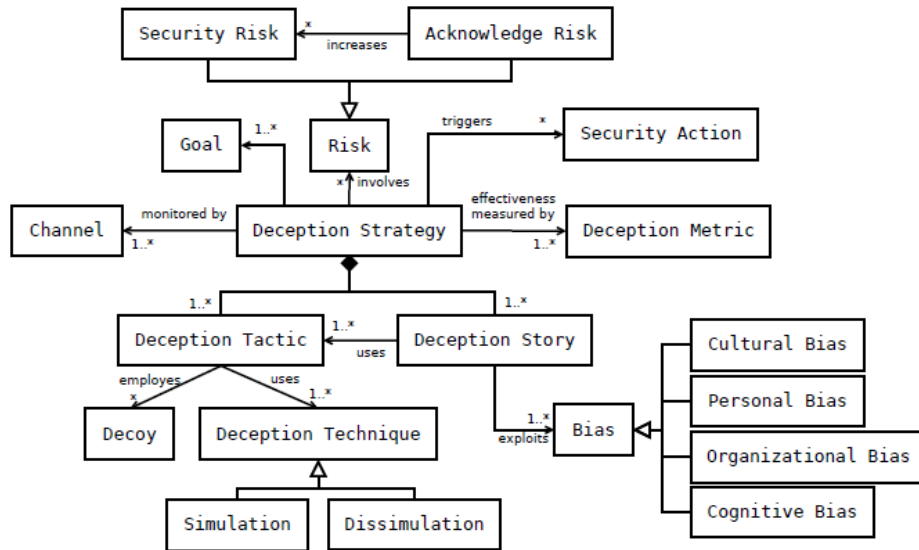 Security Risk
*
increases
Acknowledge Risk
Goal
1..*
Risk
*
involves
triggers
*
Security Action
Channel
monitored by
1..*
Deception Strategy
effectiveness
measured by
1..*
Deception Metric
1..*
1..*
Deception Tactic
1..*
uses
Deception Story
employes
*
uses
1..*
Decoy
Deception Technique
1..*
exploits
Bias
Cultural Bias
Personal Bias
Organizational Bias
Cognitive Bias
Simulation
Dissimulation